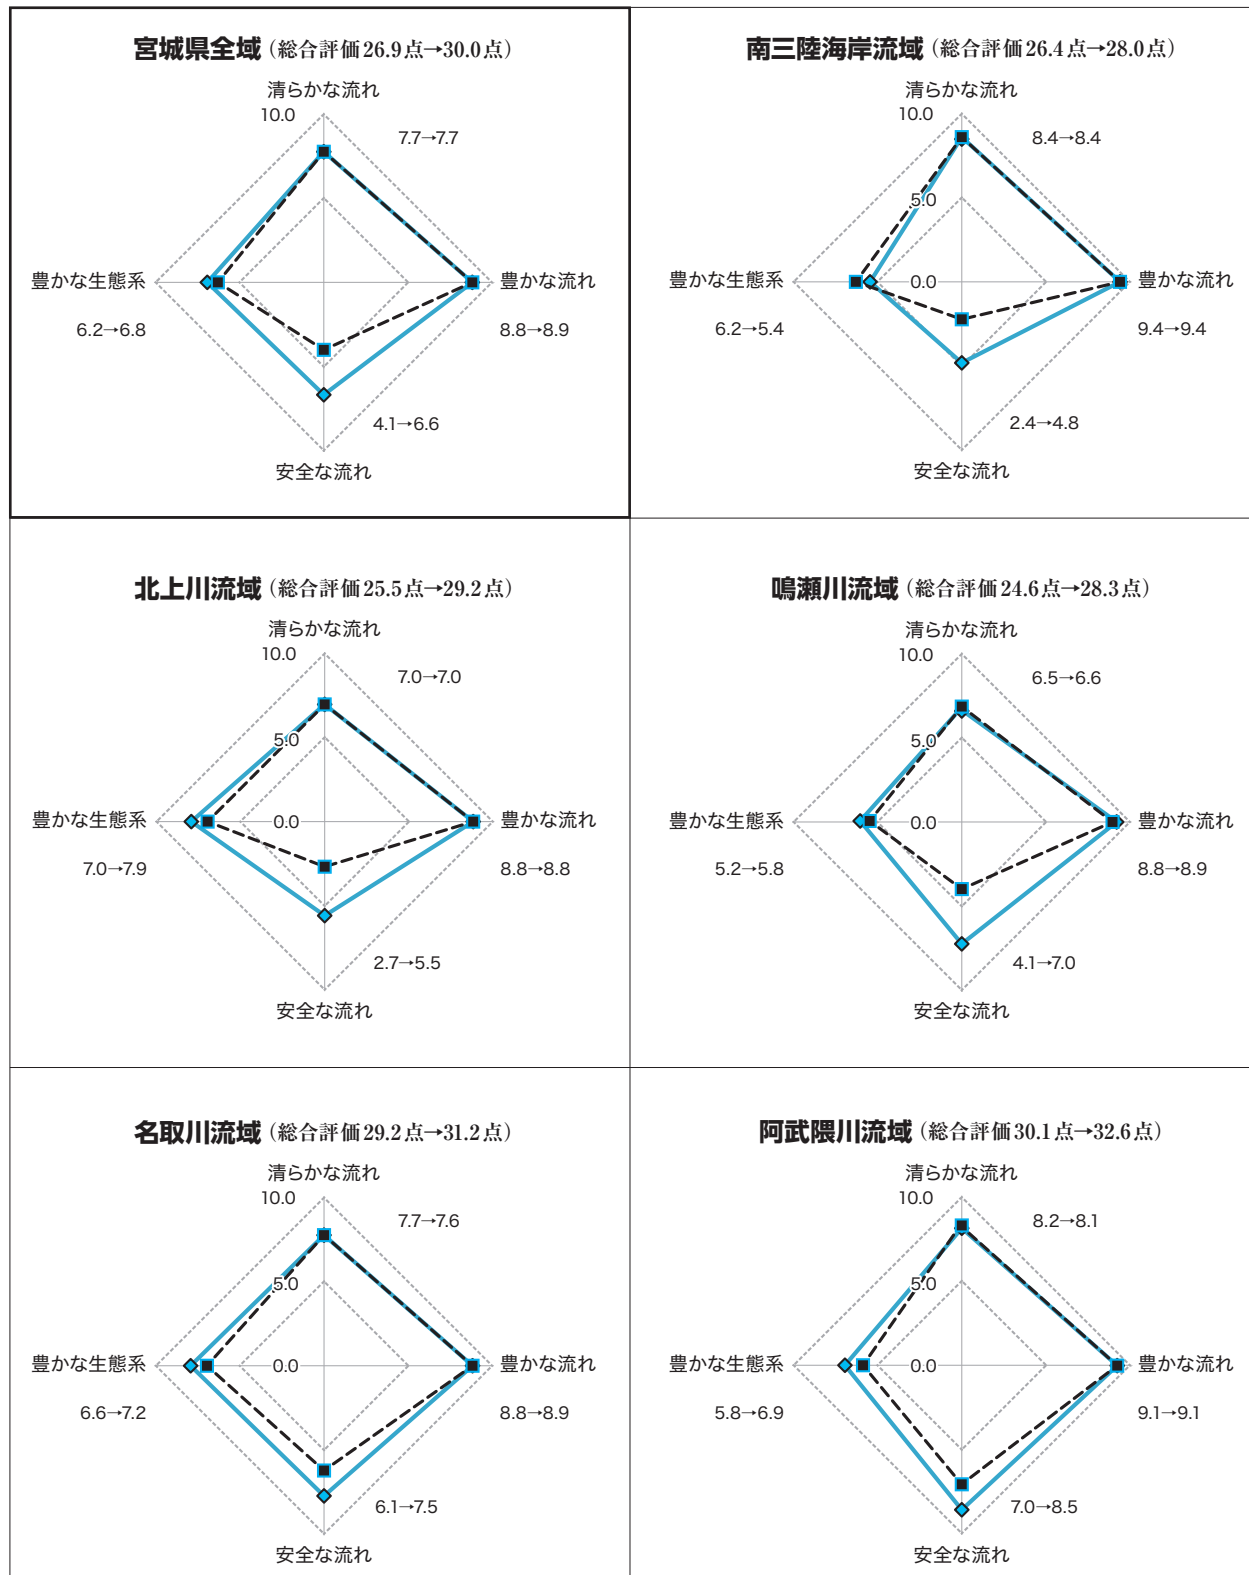 宮城県全域（総合評価26.9点→30.0点）
清らかな流れ
10.0
7.7→7.7
豊かな生態系
豊かな流れ
6.2→6.8
8.8→8.9
4.1→6.6
安全な流れ
南三陸海岸流域（総合評価26.4点→28.0点）
清らかな流れ
10.0
8.4→8.4
5.0
豊かな生態系
0.0
豊かな流れ
6.2→5.4
9.4→9.4
2.4→4.8
安全な流れ
北上川流域（総合評価25.5点→29.2点）
清らかな流れ
10.0
7.0→7.0
5.0
豊かな生態系
0.0
豊かな流れ
7.0→7.9
8.8→8.8
2.7→5.5
安全な流れ
鳴瀬川流域（総合評価24.6点→28.3点）
清らかな流れ
10.0
6.5→6.6
5.0
豊かな生態系
0.0
豊かな流れ
5.2→5.8
8.8→8.9
4.1→7.0
安全な流れ
名取川流域（総合評価29.2点→31.2点）
清らかな流れ
10.0
7.7→7.6
5.0
豊かな生態系
0.0
豊かな流れ
6.6→7.2
8.8→8.9
6.1→7.5
安全な流れ
阿武隈川流域（総合評価30.1点→32.6点）
清らかな流れ
10.0
8.2→8.1
5.0
豊かな生態系
0.0
豊かな流れ
5.8→6.9
9.1→9.1
7.0→8.5
安全な流れ